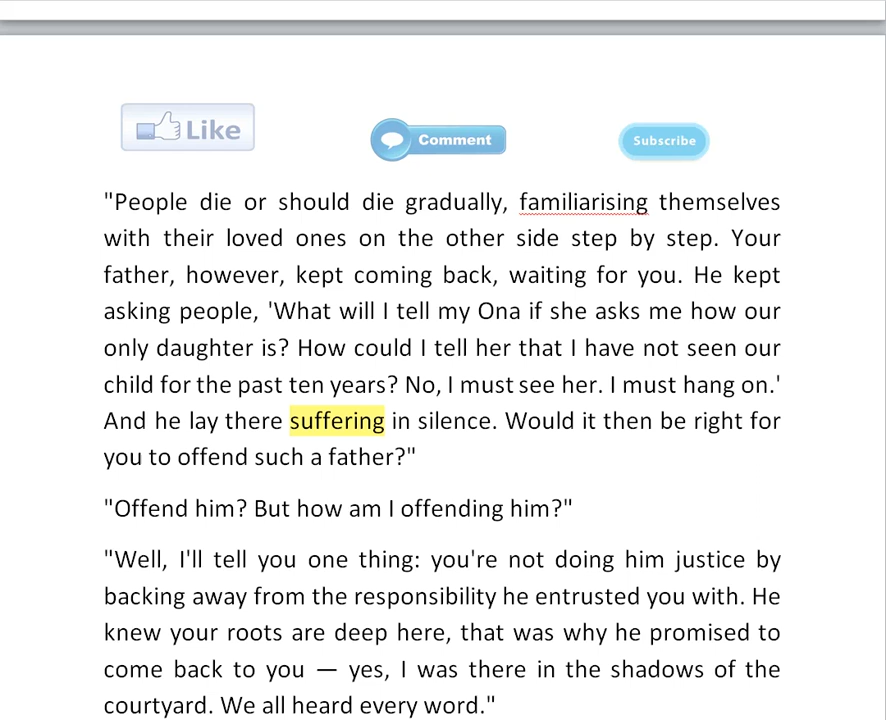 Like
Comment
Subscribe
"People die or should die gradually, familiarising themselves
with their loved ones on the other side step by step. Your
father, however, kept coming back, waiting for you. He kept
asking people, 'What will I tell my Ona if she asks me how our
only daughter is? How could I tell her that I have not seen our
child for the past ten years? No, I must see her. I must hang on.'
And he lay there suffering in silence. Would it then be right for
you to offend such a father?"
"Offend him? But how am I offending him?"
"Well, I'll tell you one thing: you're not doing him justice by
backing away from the responsibility he entrusted you with. He
knew your roots are deep here, that was why he promised to
come back to you — yes, I was there in the shadows of the
courtyard. We all heard every word."